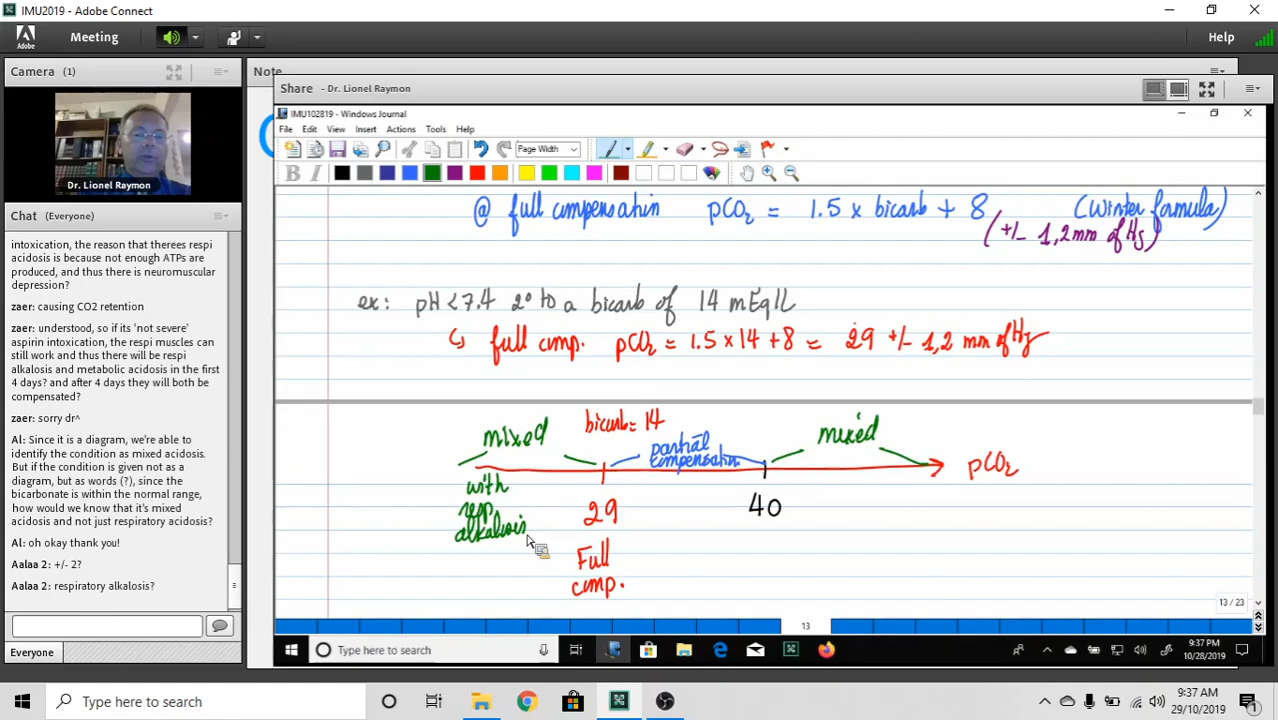 IMU2019 - Adobe Connect
Adobe
Meeting
Help
Camera (1)
Dr. Lionel Raymon
Note
Share - Dr. Lionel Raymon
IMU102819 - Windows Journal
File Edit View Insert Actions Tools Help
Page Width
B I
@ full compensation pCO₂ = 1.5 x bicarb + 8 (Winter formula)
(+/- 1,2 mm of Hg)
ex: pH < 7.4 2° to a bicarb of 14 mEq/L
↳ full comp. pCO₂ = 1.5 x 14 + 8 = 29 +/- 1,2 mm of Hg
mixed bicarb = 14 partial compensation mixed
pCO₂
with resp alkalosis
29
40
Full comp.
13 / 23
13
Chat (Everyone)
intoxication, the reason that therees respi
acidosis is because not enough ATPs are
produced, and thus there is neuromuscular
depression?
zaer: causing CO2 retention
zaer: understood, so if its 'not severe'
aspirin intoxication, the respi muscles can
still work and thus there will be respi
alkalosis and metabolic acidosis in the first
4 days? and after 4 days they will both be
compensated?
zaer: sorry dr^
Al: Since it is a diagram, we're able to
identify the condition as mixed acidosis.
But if the condition is given not as a
diagram, but as words (?), since the
bicarbonate is within the normal range,
how would we know that it's mixed
acidosis and not just respiratory acidosis?
Al: oh okay thank you!
Aalaa 2: +/- 2?
Aalaa 2: respiratory alkalosis?
Everyone
Type here to search
9:37 PM
10/28/2019
Type here to search
9:37 AM
29/10/2019